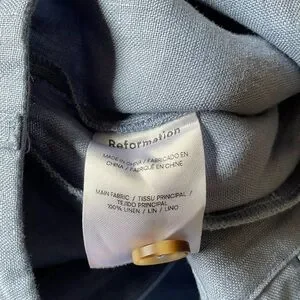 Reformation
MADE IN CHINA / FABRICADO EN
CHINA / FABRIQUÉ EN CHINE
MAIN FABRIC / TISSU PRINCIPAL /
TEJIDO PRINCIPAL
100% LINEN / LIN / LINO